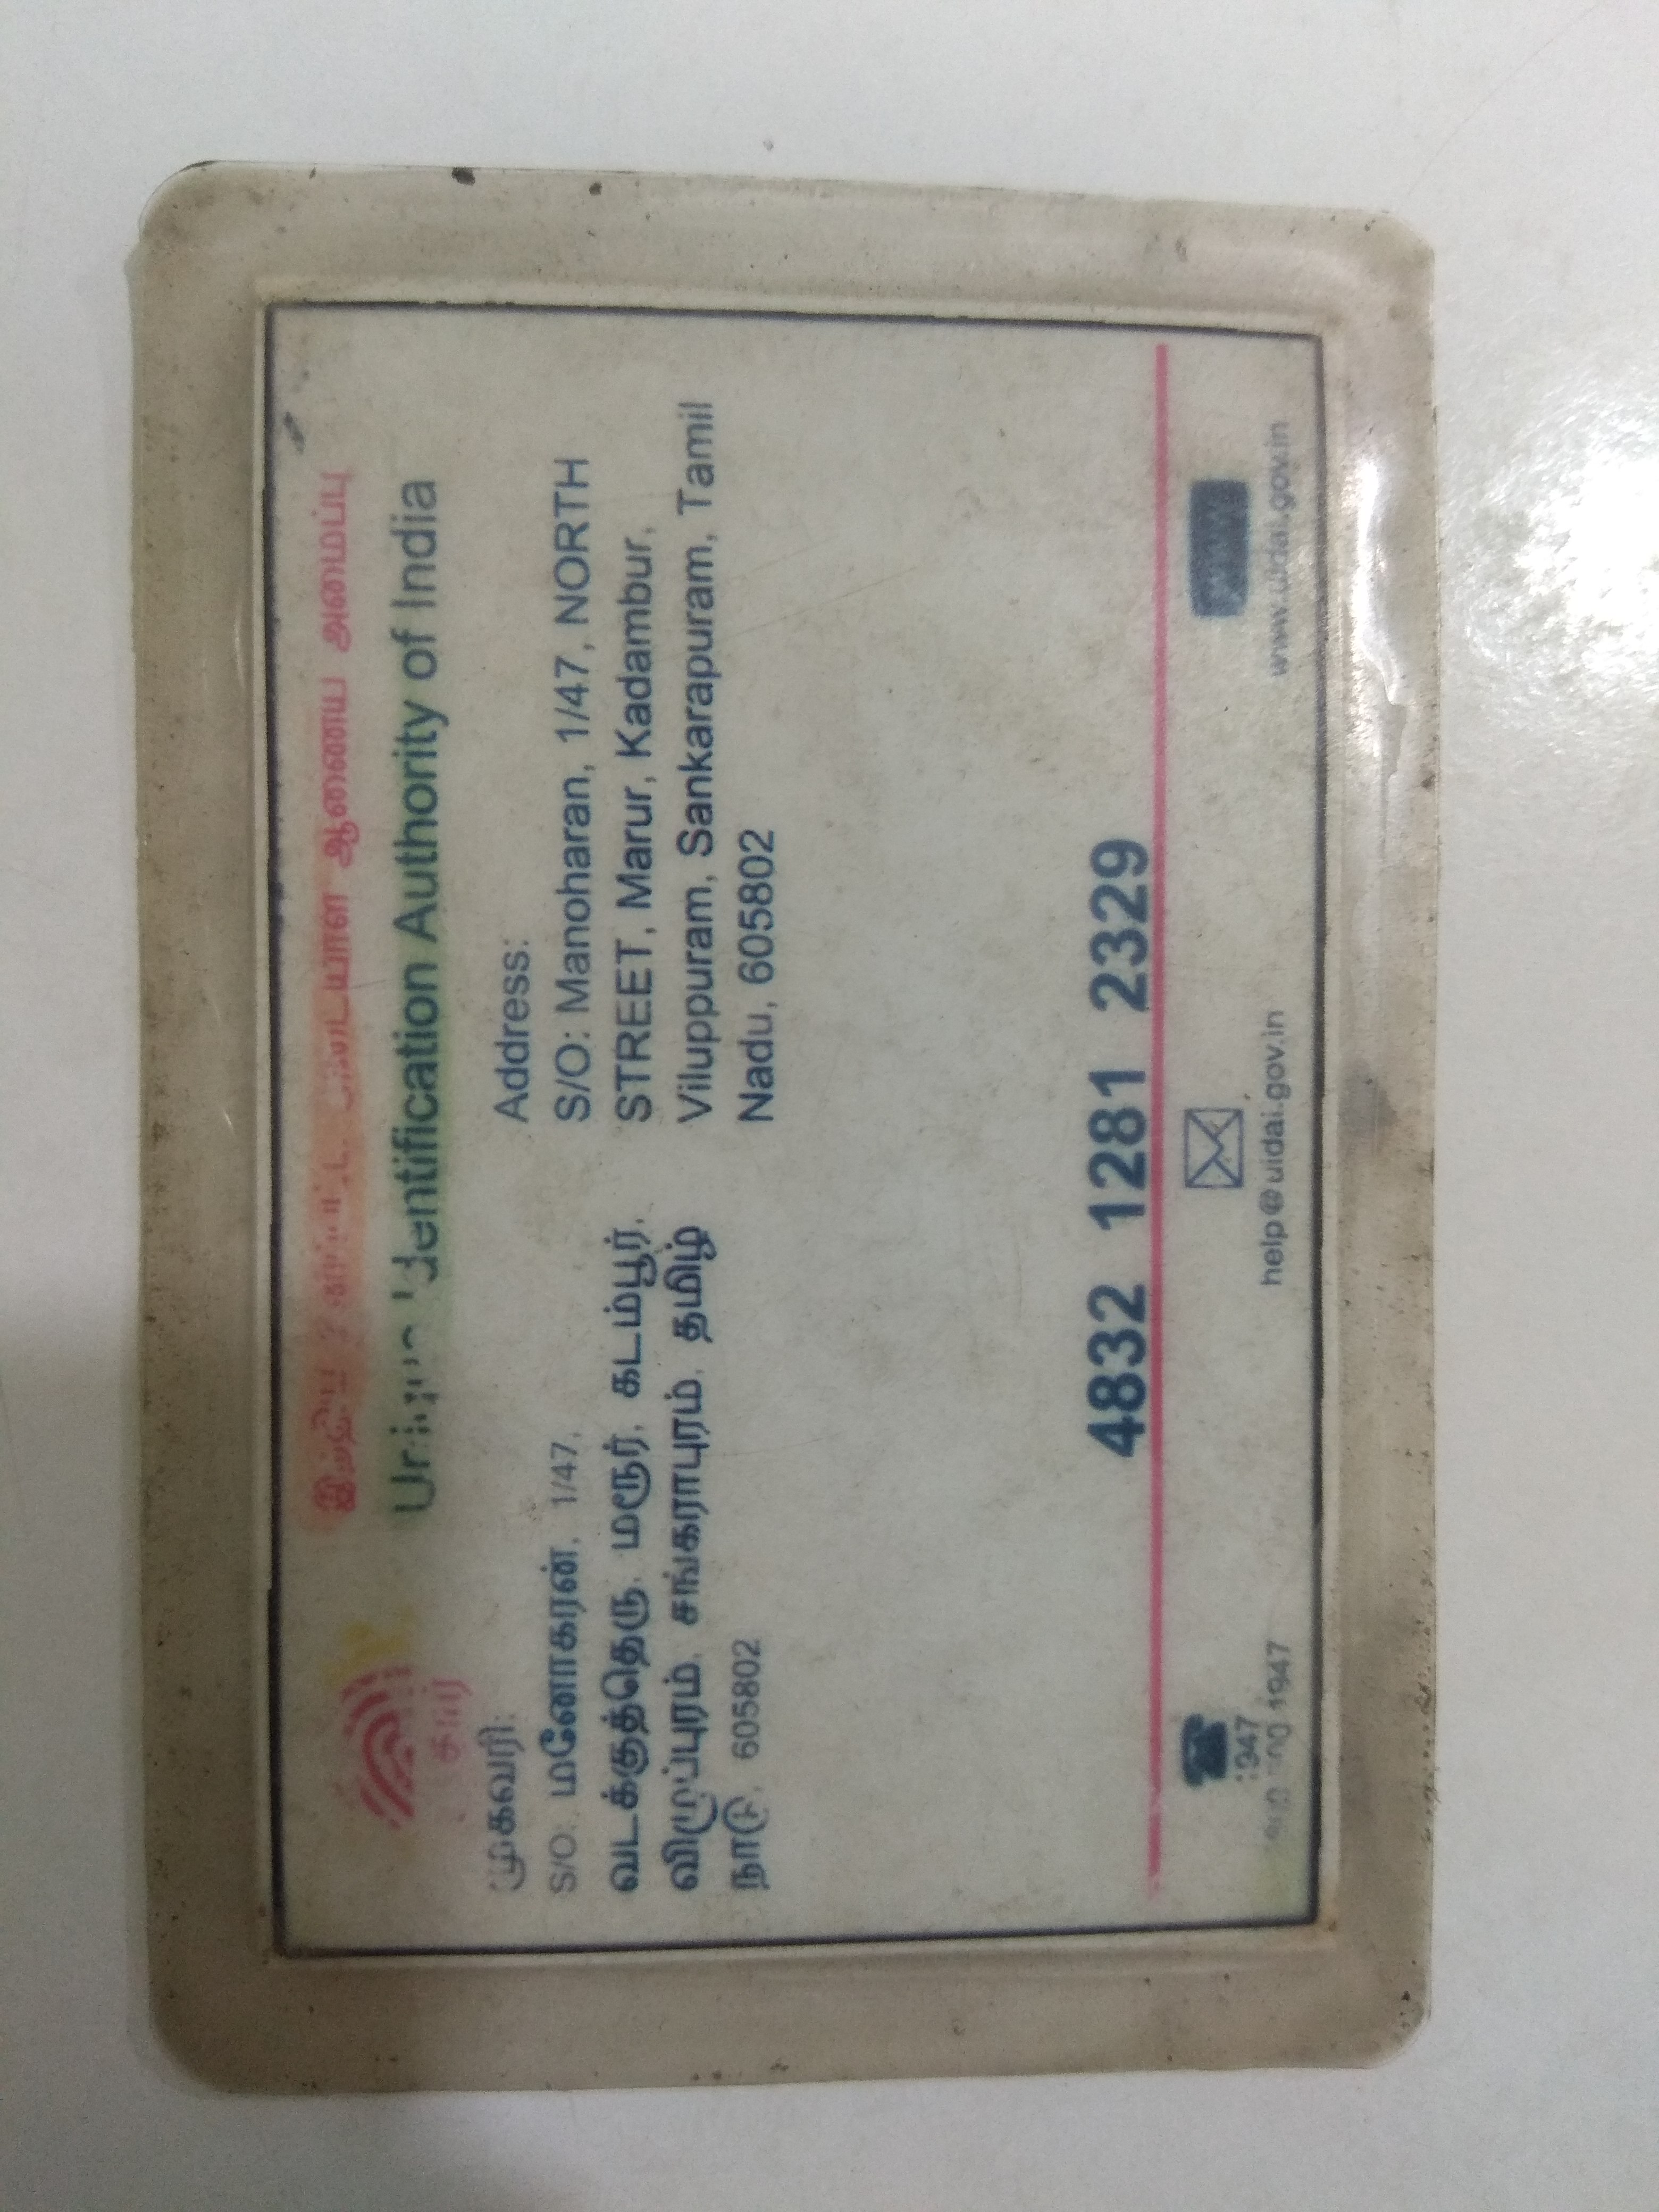 இந்திய ஆணைய அமைப்பு
Identification Authority of India
முகவரி:
S/O: மனோகரன், 1/47,
வடக்குத்தெரு, மரூர், கடம்பூர்,
விழுப்புரம், சங்கராபுரம், தமிழ்
நாடு, 605802
Address:
S/O: Manoharan, 1/47, NORTH
STREET, Marur, Kadambur,
Viluppuram, Sankarapuram, Tamil
Nadu, 605802
4832 1281 2329
1947
help@uidai.gov.in
www.uidai.gov.in